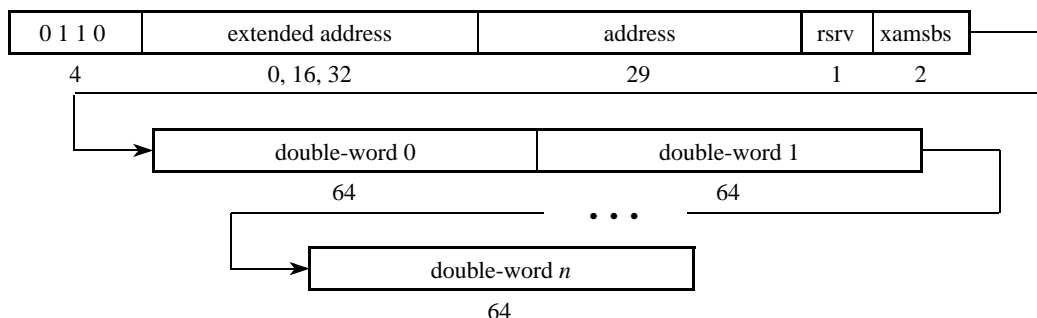 0 1 1 0 extended address address rsrv xamsbs
4 0, 16, 32 29 1 2
double-word 0 double-word 1
64 64
• • •
double-word n
64